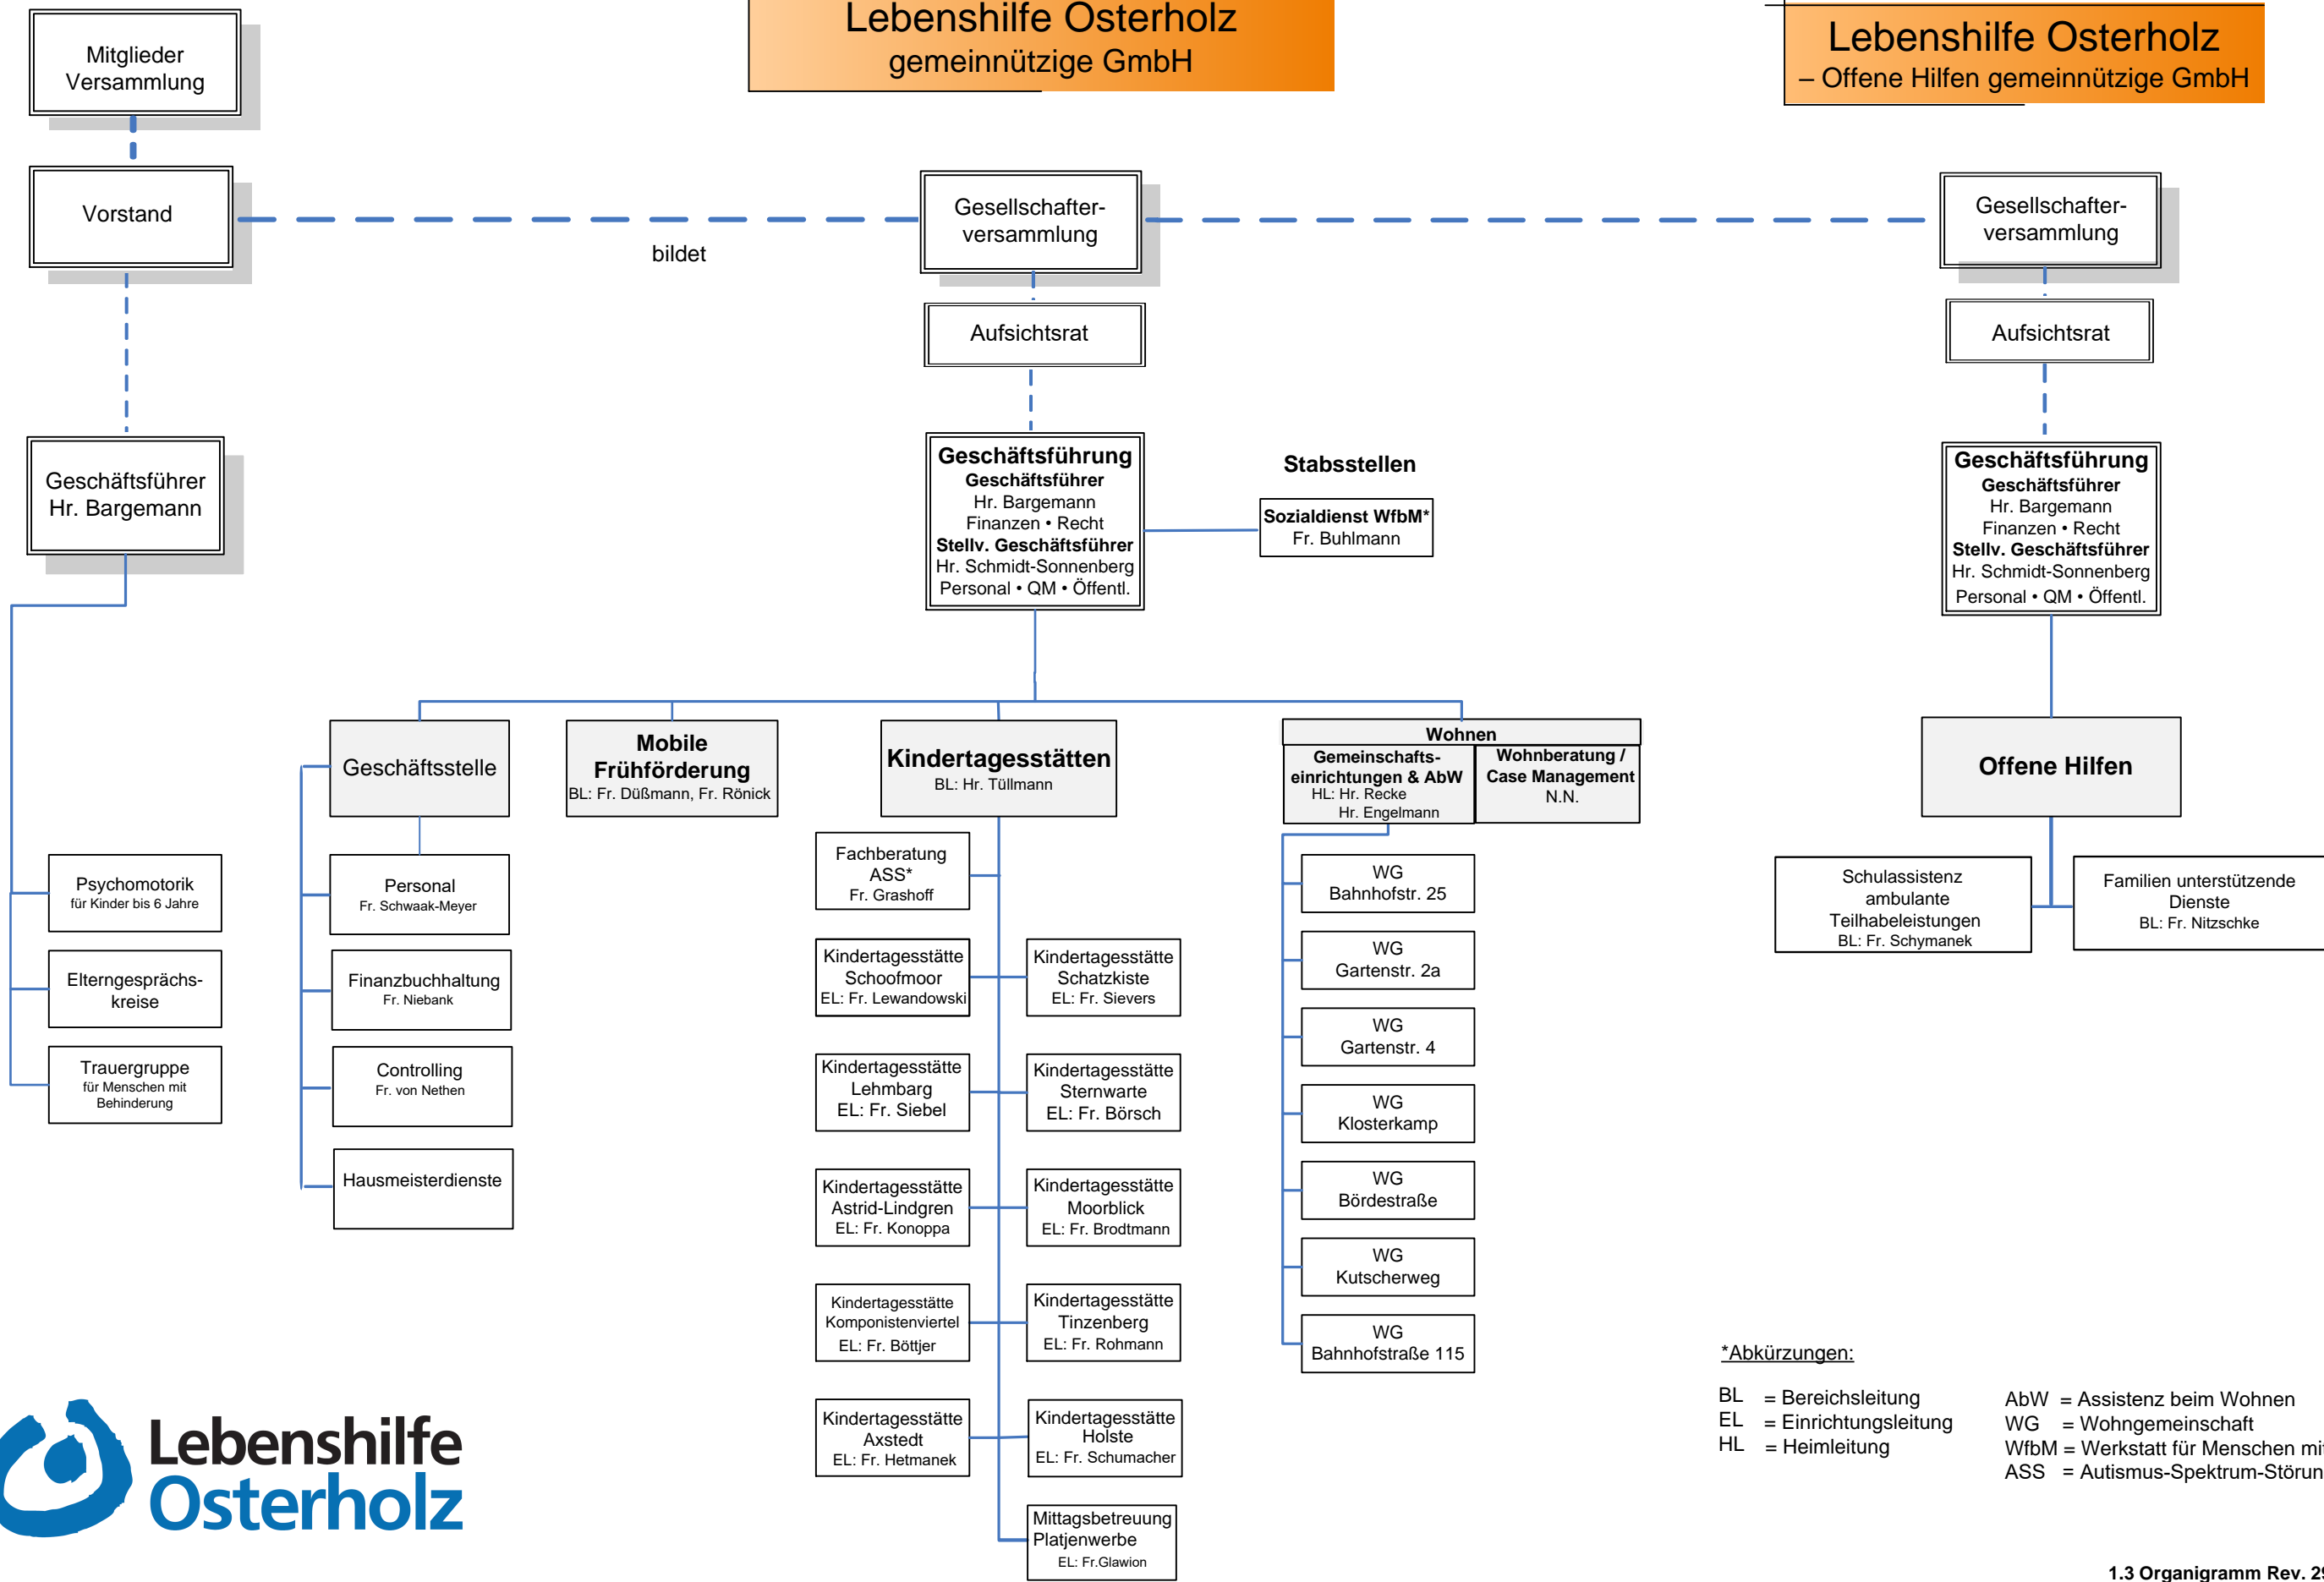 Lebenshilfe Osterholz
gemeinnützige GmbH
Lebenshilfe Osterholz
– Offene Hilfen gemeinnützige GmbH
Mitglieder
Versammlung
Vorstand
bildet
Gesellschafter-
versammlung
Gesellschafter-
versammlung
Aufsichtsrat
Aufsichtsrat
Geschäftsführer
Hr. Bargemann
Geschäftsführung
Geschäftsführer
Hr. Bargemann
Finanzen • Recht
Stellv. Geschäftsführer
Hr. Schmidt-Sonnenberg
Personal • QM • Öffentl.
Stabsstellen
Sozialdienst WfbM*
Fr. Buhlmann
Geschäftsführung
Geschäftsführer
Hr. Bargemann
Finanzen • Recht
Stellv. Geschäftsführer
Hr. Schmidt-Sonnenberg
Personal • QM • Öffentl.
Psychomotorik
für Kinder bis 6 Jahre
Elterngesprächs-
kreise
Trauergruppe
für Menschen mit
Behinderung
Geschäftsstelle
Personal
Fr. Schwaak-Meyer
Finanzbuchhaltung
Fr. Niebank
Controlling
Fr. von Nethen
Hausmeisterdienste
Mobile
Frühförderung
BL: Fr. Düßmann, Fr. Rönick
Kindertagesstätten
BL: Hr. Tüllmann
Fachberatung
ASS*
Fr. Grashoff
Kindertagesstätte
Schoofmoor
EL: Fr. Lewandowski
Kindertagesstätte
Schatzkiste
EL: Fr. Sievers
Kindertagesstätte
Lehmbarg
EL: Fr. Siebel
Kindertagesstätte
Sternwarte
EL: Fr. Börsch
Kindertagesstätte
Astrid-Lindgren
EL: Fr. Konoppa
Kindertagesstätte
Moorblick
EL: Fr. Brodtmann
Kindertagesstätte
Komponistenviertel
EL: Fr. Böttjer
Kindertagesstätte
Tinzenberg
EL: Fr. Rohmann
Kindertagesstätte
Axstedt
EL: Fr. Hetmanek
Kindertagesstätte
Holste
EL: Fr. Schumacher
Mittagsbetreuung
Platjenwerbe
EL: Fr.Glawion
Wohnen
Gemeinschafts-
einrichtungen & AbW
HL: Hr. Recke
Hr. Engelmann
Wohnberatung /
Case Management
N.N.
WG
Bahnhofstr. 25
WG
Gartenstr. 2a
WG
Gartenstr. 4
WG
Klosterkamp
WG
Bördestraße
WG
Kutscherweg
WG
Bahnhofstraße 115
Offene Hilfen
Schulassistenz
ambulante
Teilhabeleistungen
BL: Fr. Schymanek
Familien unterstützende
Dienste
BL: Fr. Nitzschke
*Abkürzungen:
BL = Bereichsleitung
EL = Einrichtungsleitung
HL = Heimleitung
AbW = Assistenz beim Wohnen
WG = Wohngemeinschaft
WfbM = Werkstatt für Menschen
ASS = Autismus-Spektrum-Störun
Lebenshilfe
Osterholz
1.3 Organigramm Rev.